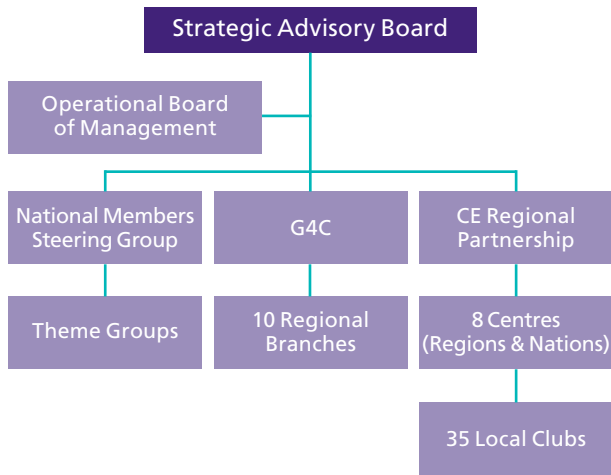 Strategic Advisory Board
Operational Board
of Management
National Members
Steering Group
G4C
CE Regional
Partnership
Theme Groups
10 Regional
Branches
8 Centres
(Regions & Nations)
35 Local Clubs